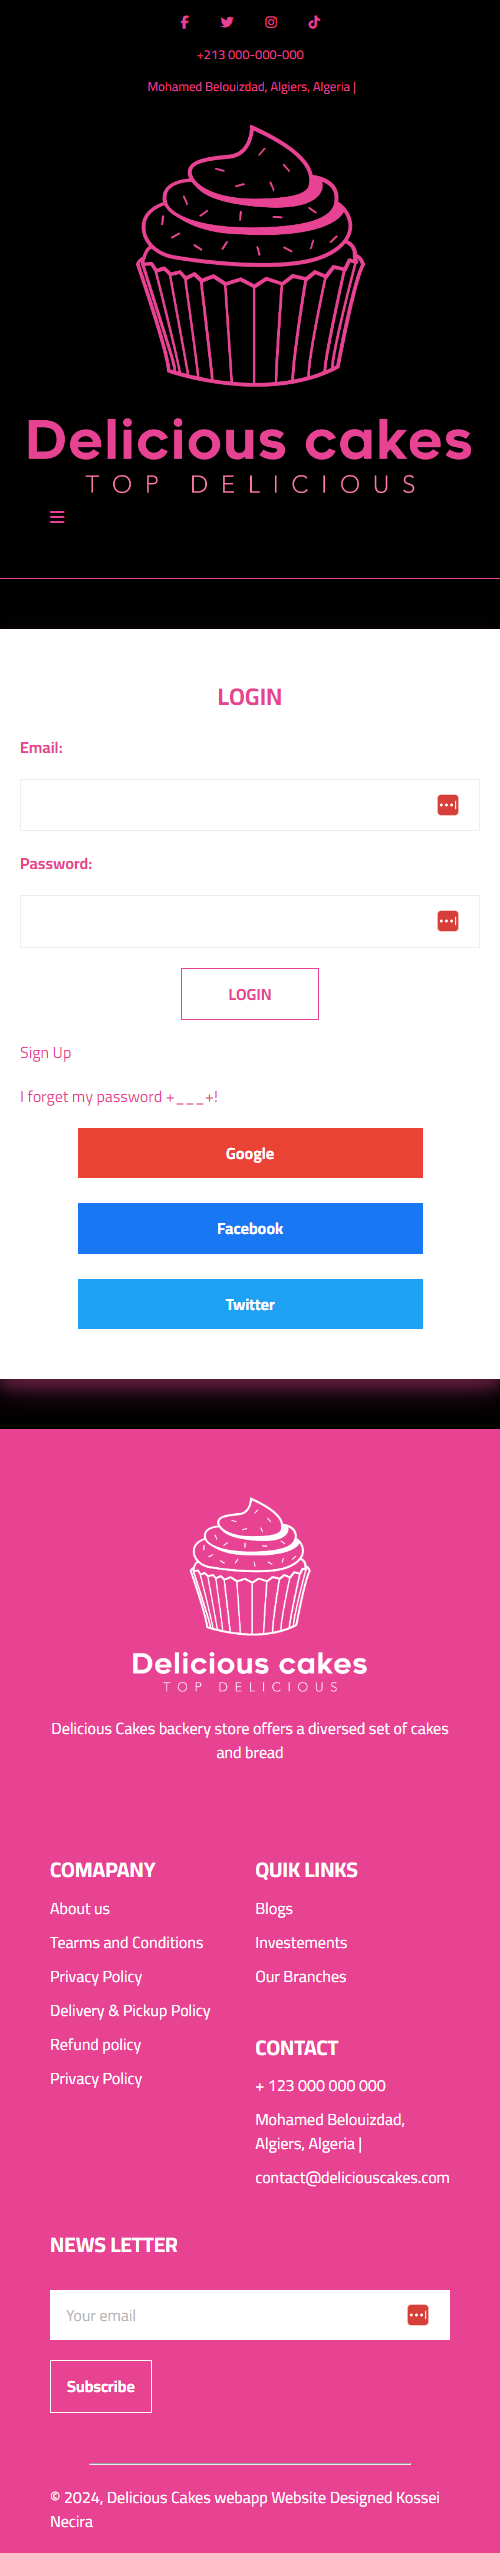 +213 000-000-000
Mohamed Belouizdad, Algiers, Algeria |
Delicious cakes
TOP DELICIOUS
LOGIN
Email:
Password:
LOGIN
Sign Up
I forget my password +___+!
Google
Facebook
Twitter
Delicious cakes
TOP DELICIOUS
Delicious Cakes backery store offers a diversed set of cakes
and bread
COMAPANY
About us
Tearms and Conditions
Privacy Policy
Delivery & Pickup Policy
Refund policy
Privacy Policy
QUIK LINKS
Blogs
Investements
Our Branches
CONTACT
+ 123 000 000 000
Mohamed Belouizdad,
Algiers, Algeria |
contact@deliciouscakes.com
NEWS LETTER
Your email
Subscribe
© 2024, Delicious Cakes webapp Website Designed Kossei
Necira